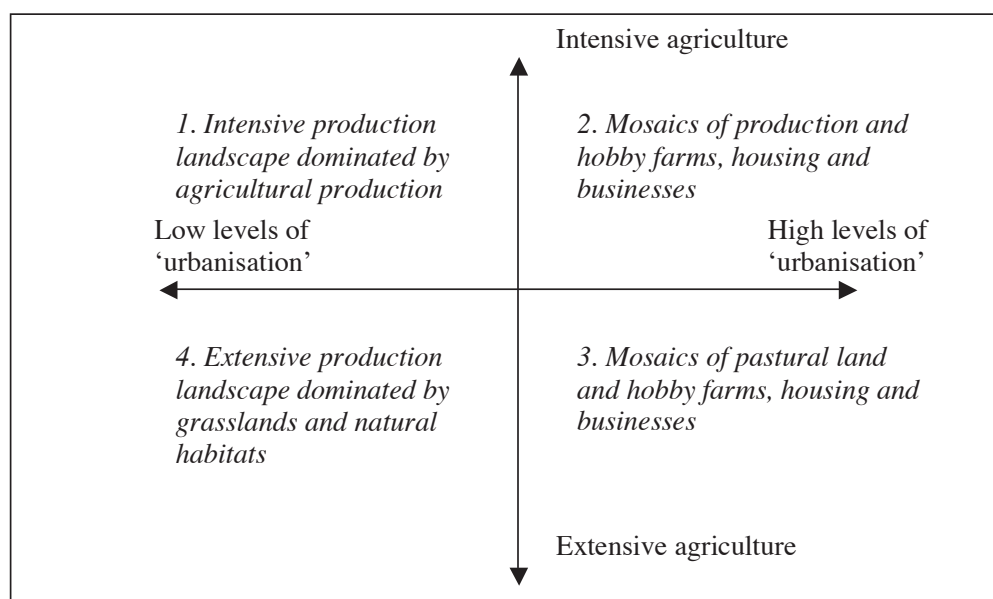 Intensive agriculture
1. Intensive production
landscape dominated by
agricultural production
2. Mosaics of production and
hobby farms, housing and
businesses
Low levels of
‘urbanisation’
High levels of
‘urbanisation’
4. Extensive production
landscape dominated by
grasslands and natural
habitats
3. Mosaics of pastural land
and hobby farms, housing and
businesses
Extensive agriculture